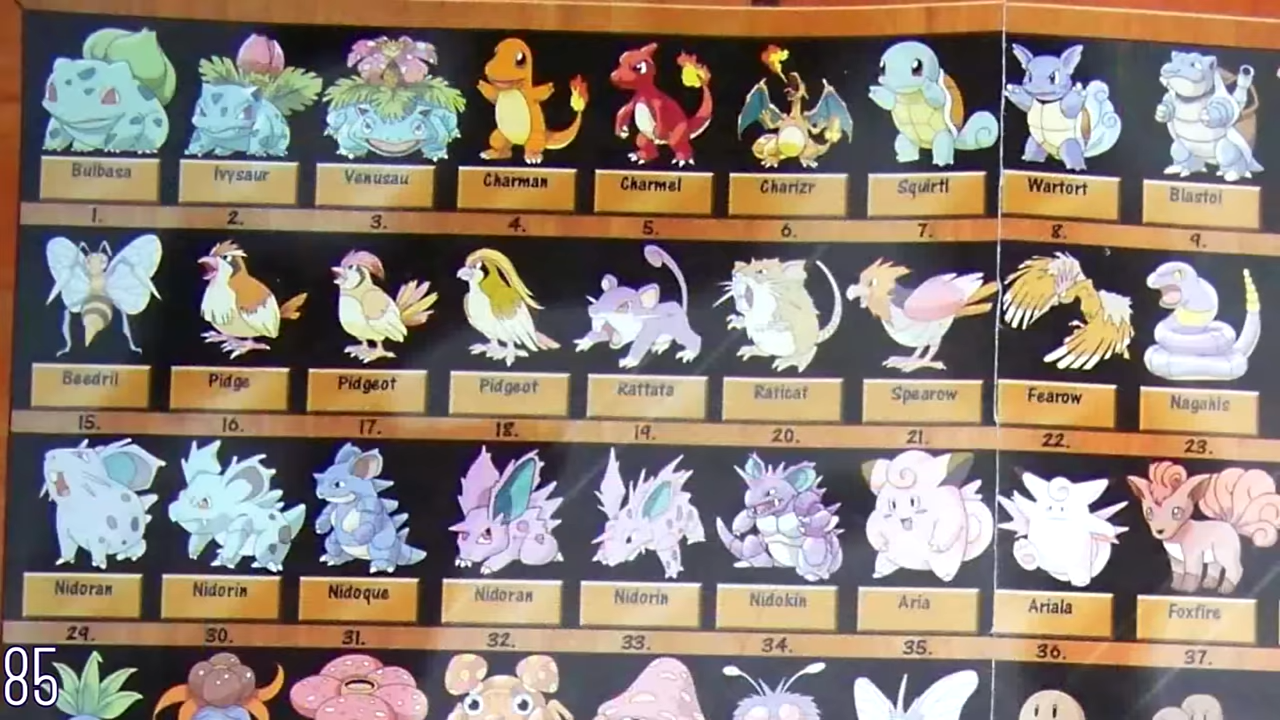 Bulbasa
Ivysaur
Venusau
Charman
Charmel
Charizr
Squirtl
Wartort
Blastoi
1.
2.
3.
4.
5.
6.
7.
8.
9.
Beedril
Pidge
Pidgeot
Pidgeot
Rattata
Raticat
Spearow
Fearow
Nagahis
15.
16.
17.
18.
19.
20.
21.
22.
23.
Nidoran
Nidorin
Nidoque
Nidoran
Nidorin
Nidokin
Aria
Ariala
Foxfire
29.
30.
31.
32.
33.
34.
35.
36.
37.
85